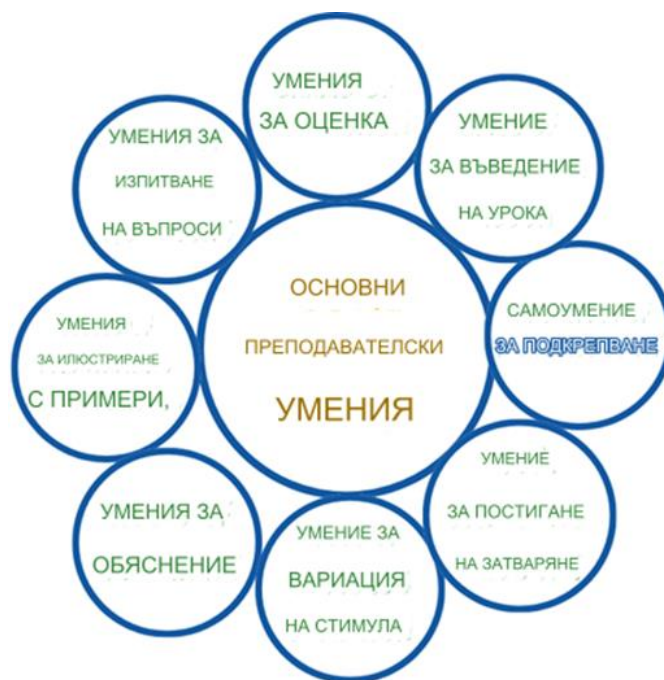 УМЕНИЯ
ЗА ОЦЕНКА
УМЕНИЕ
ЗА ВЪВЕДЕНИЕ
НА УРОКА
САМОУМЕНИЕ
ЗА ПОДКРЕПВАНЕ
УМЕНИЕ
ЗА ПОСТИГАНЕ
НА ЗАТВАРЯНЕ
УМЕНИЕ ЗА
ВАРИАЦИЯ
НА СТИМУЛА
УМЕНИЯ ЗА
ОБЯСНЕНИЕ
УМЕНИЯ
ЗА ИЛЮСТРИРАНЕ
С ПРИМЕРИ,
УМЕНИЯ ЗА
ИЗПИТВАНЕ
НА ВЪПРОСИ
ОСНОВНИ
ПРЕПОДАВАТЕЛСКИ
УМЕНИЯ